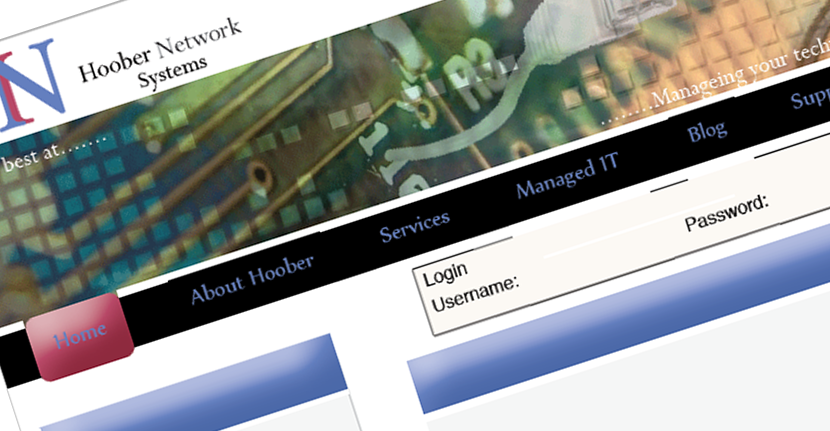 N
Hoober Network
Systems
best at.......
........Manageing your tech
Home
About Hoober
Services
Managed IT
Blog
Supp
Login
Username:
Password: